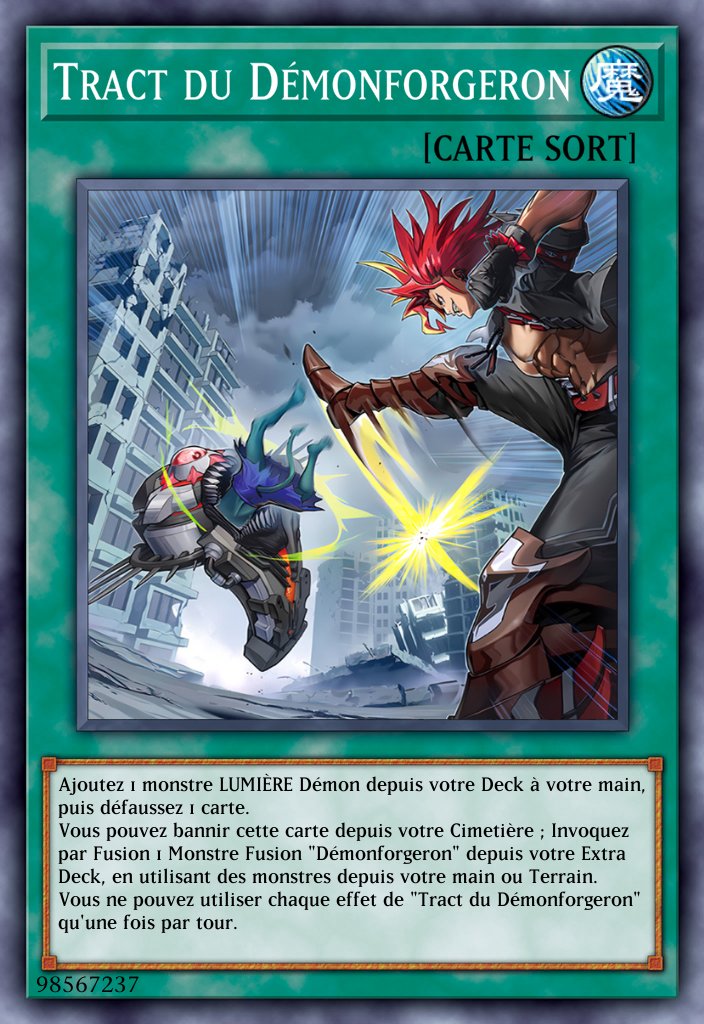 TRACT DU DÉMONFORGERON 魔
[CARTE SORT]
Ajoutez 1 monstre LUMIÈRE Démon depuis votre Deck à votre main,
puis défaussez 1 carte.
Vous pouvez bannir cette carte depuis votre Cimetière ; Invoquez
par Fusion 1 Monstre Fusion "Démonforgeron" depuis votre Extra
Deck, en utilisant des monstres depuis votre main ou Terrain.
Vous ne pouvez utiliser chaque effet de "Tract du Démonforgeron"
qu'une fois par tour.
98567237